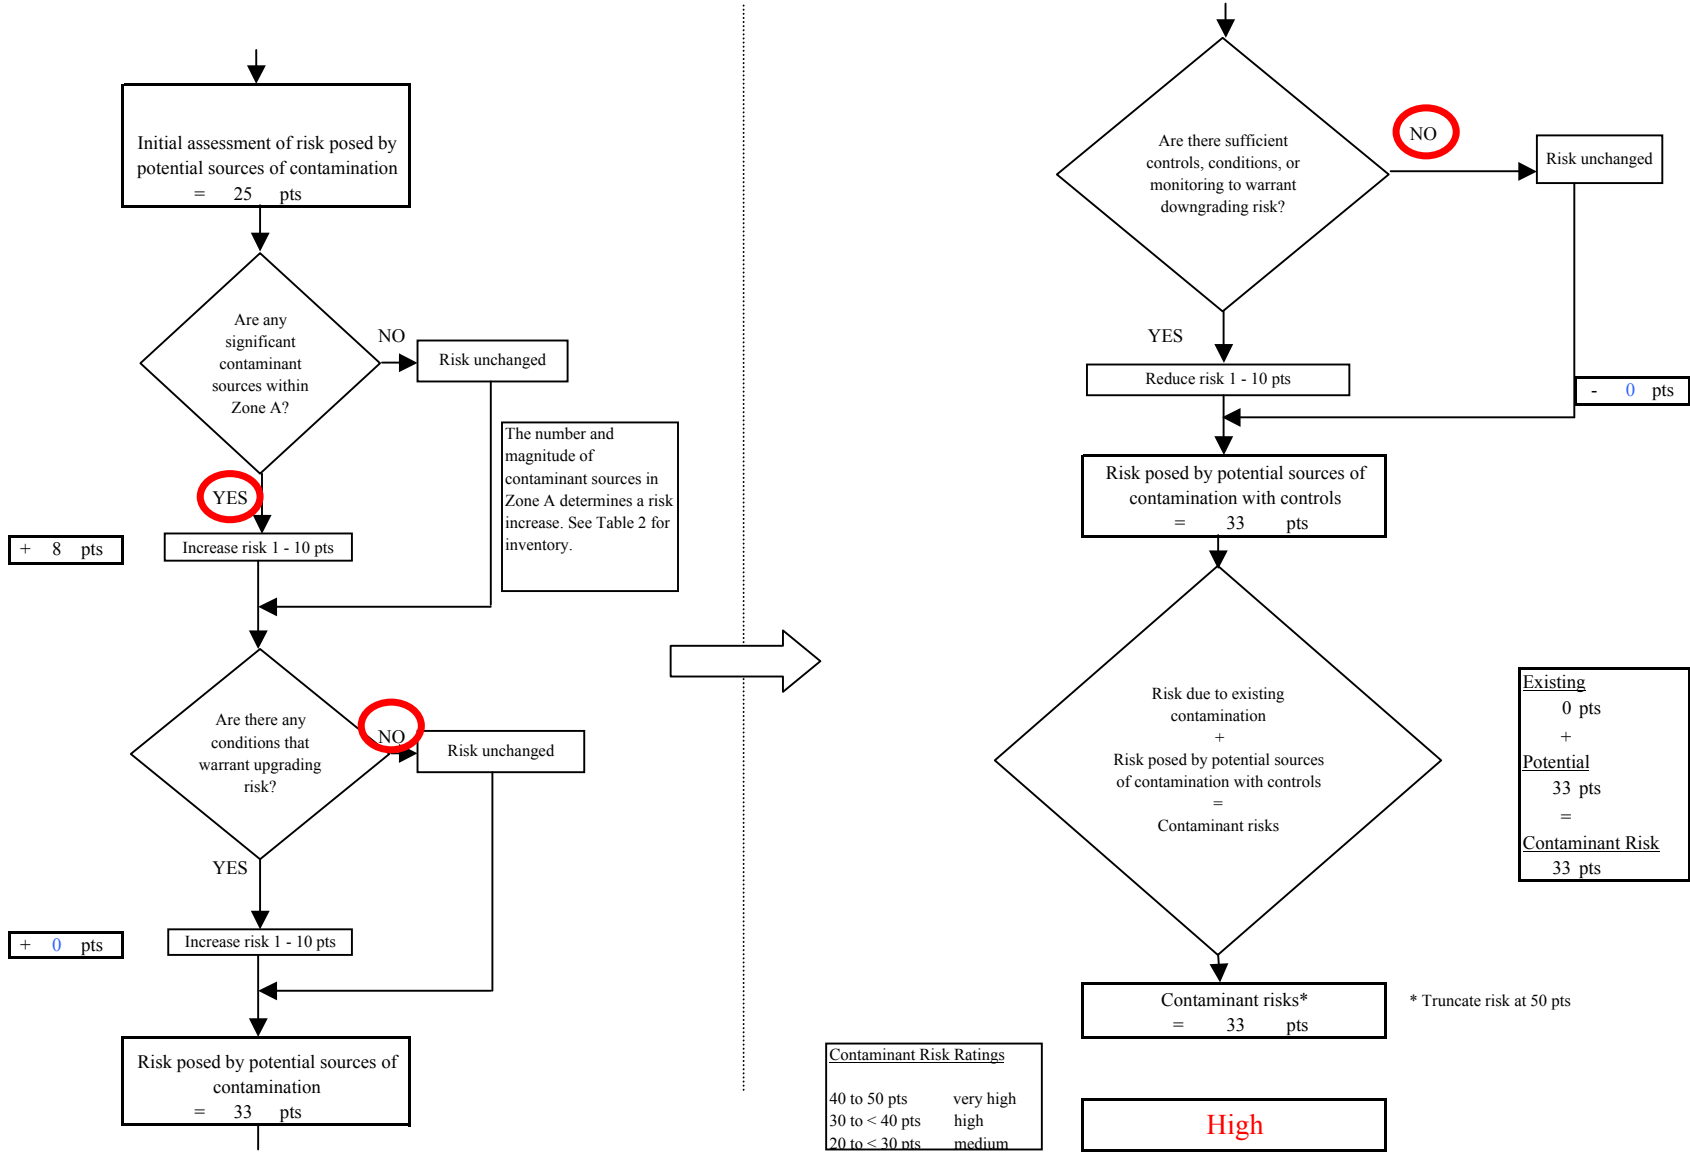 Initial assessment of risk posed by
potential sources of contamination
= 25 pts
Are any
significant
contaminant
sources within
Zone A?
NO
Risk unchanged
The number and
magnitude of
contaminant sources in
Zone A determines a risk
increase. See Table 2 for
inventory.
YES
+ 8 pts
Increase risk 1 - 10 pts
Are there any
conditions that
warrant upgrading
risk?
NO
Risk unchanged
YES
+ 0 pts
Increase risk 1 - 10 pts
Risk posed by potential sources of
contamination
= 33 pts
Are there sufficient
controls, conditions, or
monitoring to warrant
downgrading risk?
NO
Risk unchanged
YES
Reduce risk 1 - 10 pts
- 0 pts
Risk posed by potential sources of
contamination with controls
= 33 pts
Risk due to existing
contamination
+
Risk posed by potential sources
of contamination with controls
=
Contaminant risks
Existing
0 pts
+
Potential
33 pts
=
Contaminant Risk
33 pts
Contaminant risks*
= 33 pts
* Truncate risk at 50 pts
Contaminant Risk Ratings
40 to 50 pts very high
30 to < 40 pts high
20 to < 30 pts medium
High